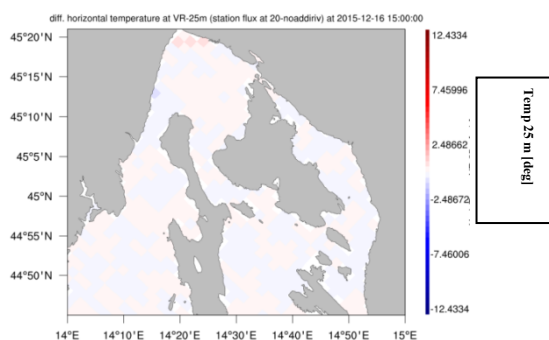 diff. horizontal temperature at VR-25m (station flux at 20-noaddiriv) at 2015-12-16 15:00:00
45°20'N
45°15'N
45°10'N
45°5'N
45°N
44°55'N
44°50'N
14°E
14°10'E
14°20'E
14°30'E
14°40'E
14°50'E
15°E
12.4334
7.45996
2.48662
-2.48672
-7.46006
-12.4334
Temp 25 m [deg]